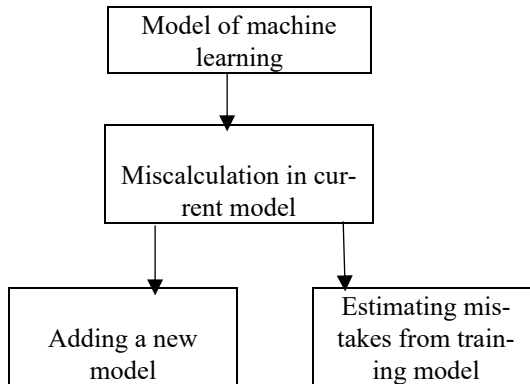 Model of machine
learning
Miscalculation in cur-
rent model
Adding a new
model
Estimating mis-
takes from train-
ing model